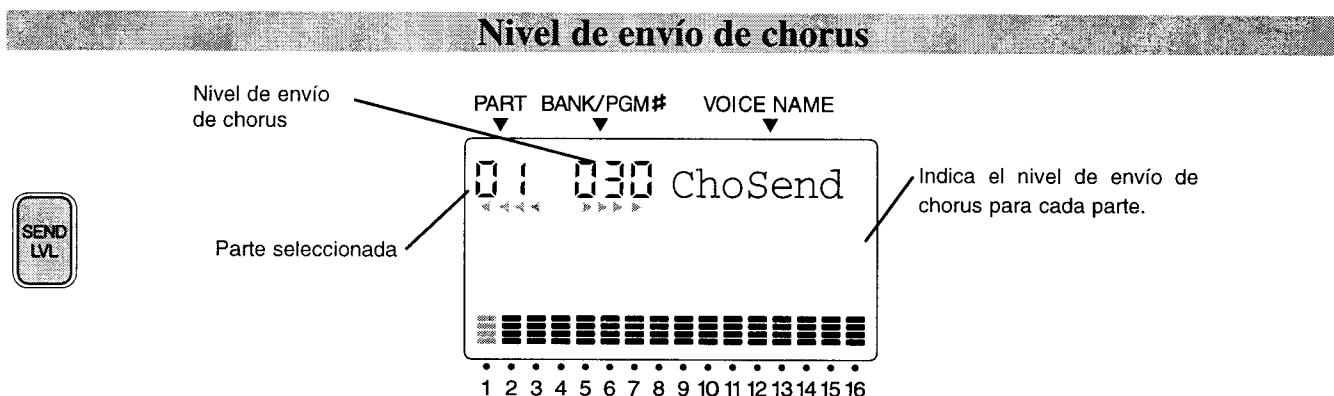 Nivel de envío de chorus
Nivel de envío
de chorus
PART BANK/PGM# VOICE NAME
01 030 ChoSend
Indica el nivel de envío de
chorus para cada parte.
SEND
LVL
Parte seleccionada
1 2 3 4 5 6 7 8 9 10 11 12 13 14 15 16